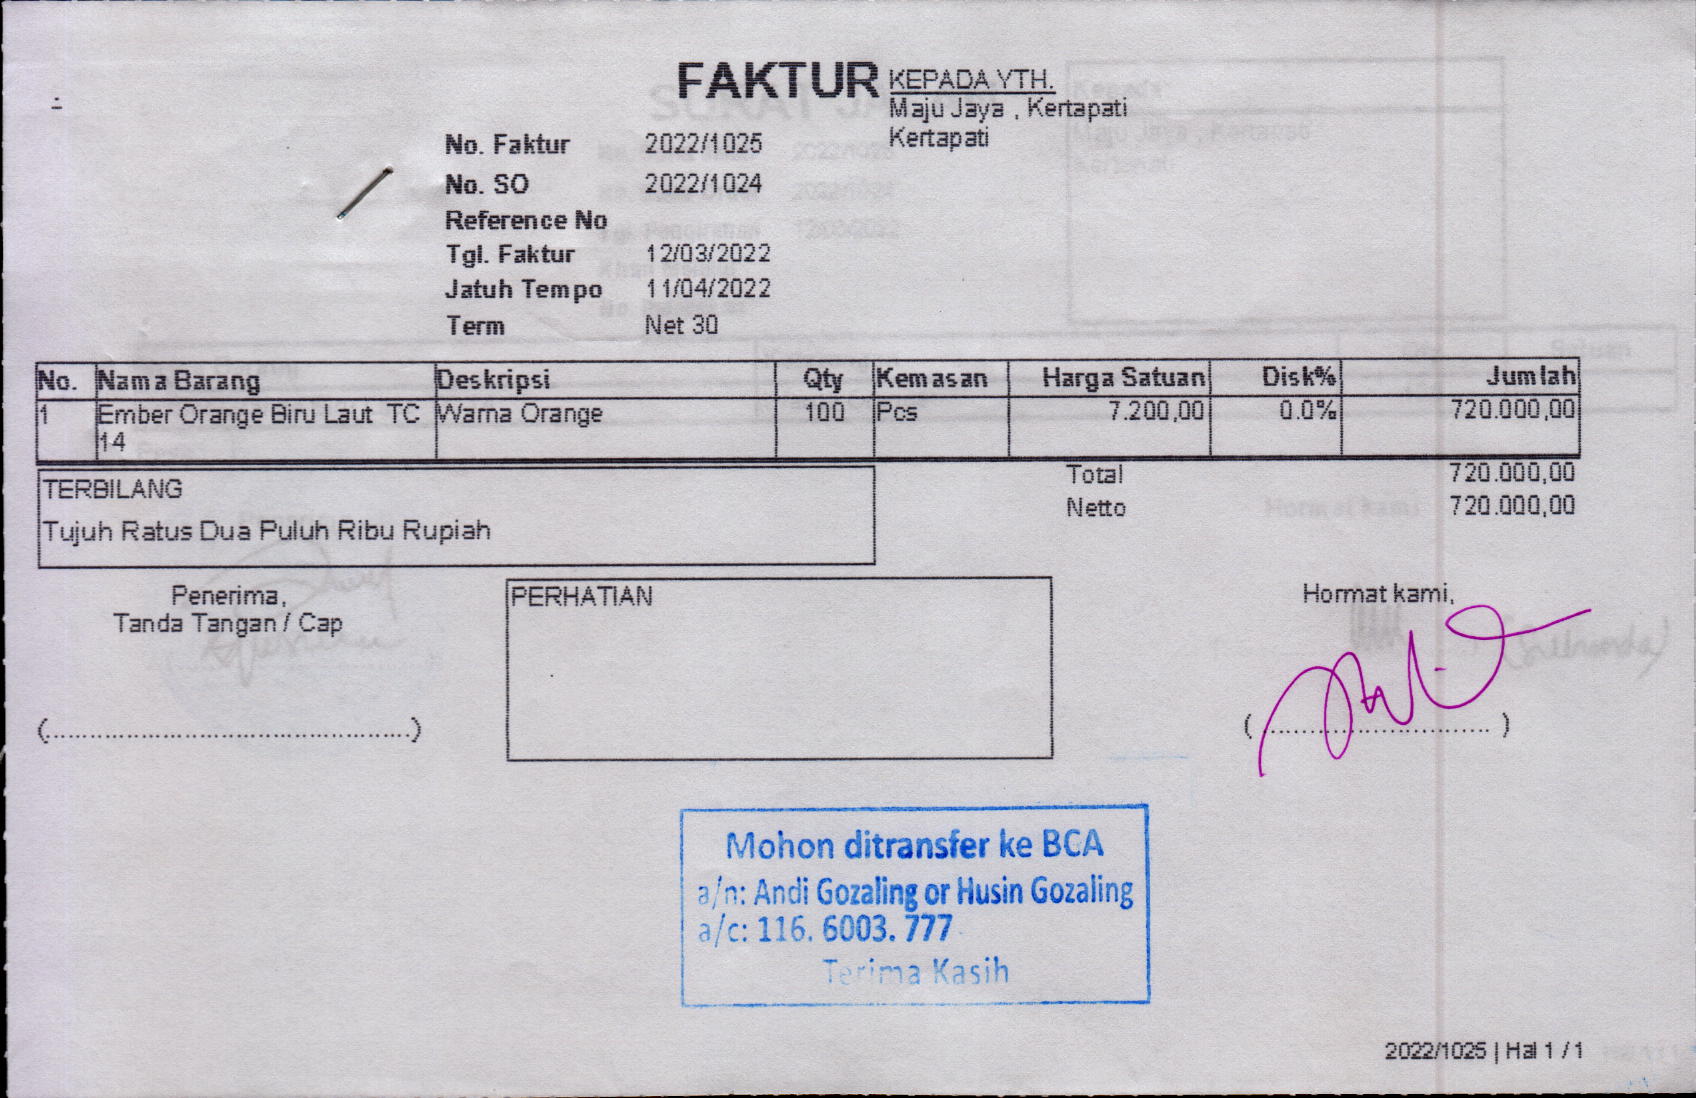 FAKTUR
KEPADA YTH.
Maju Jaya , Kertapati
Kertapati
No. Faktur 2022/1025
No. SO 2022/1024
Reference No
Tgl. Faktur 12/03/2022
Jatuh Tempo 11/04/2022
Term Net 30
No. Nama Barang Deskripsi Qty Kemasan Harga Satuan Disk% Jumlah
1 Ember Orange Biru Laut TC Warna Orange 100 Pcs 7.200,00 0.0% 720.000,00
14
Total 720.000,00
TERBILANG
Netto 720.000,00
Tujuh Ratus Dua Puluh Ribu Rupiah
Penerima,
Tanda Tangan / Cap
PERHATIAN
Hormat kami,
(............................................)
(............................)
Mohon ditransfer ke BCA
a/n: Andi Gozaling or Husin Gozaling
a/c: 116. 6003. 777
Terima Kasih
2022/1025 | Hal 1 / 1